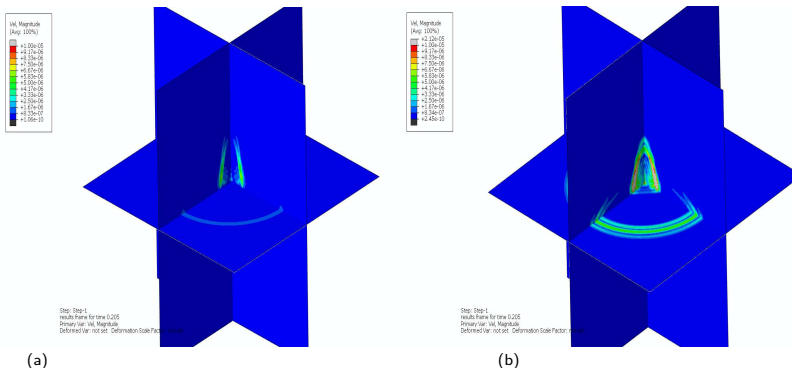 Vel, Magnitude
(Avg: 100%)
+1.00e-05
+9.17e-06
+8.33e-06
+7.50e-06
+6.67e-06
+5.83e-06
+5.00e-06
+4.17e-06
+3.33e-06
+2.50e-06
+1.67e-06
+8.33e-07
+1.06e-10
Step: Step-1
results frame for time 0.205
Primary Var: Vel, Magnitude
Deformed Var: not set Deformation Scale Factor:
(a)
Vel, Magnitude
(Avg: 100%)
+2.12e-05
+1.00e-05
+9.17e-06
+8.33e-06
+7.50e-06
+6.67e-06
+5.83e-06
+5.00e-06
+4.17e-06
+3.33e-06
+2.50e-06
+1.67e-06
+8.34e-07
+2.45e-10
Step: Step-1
results frame for time 0.205
Primary Var: Vel, Magnitude
Deformed Var: not set Deformation Scale Factor:
(b)